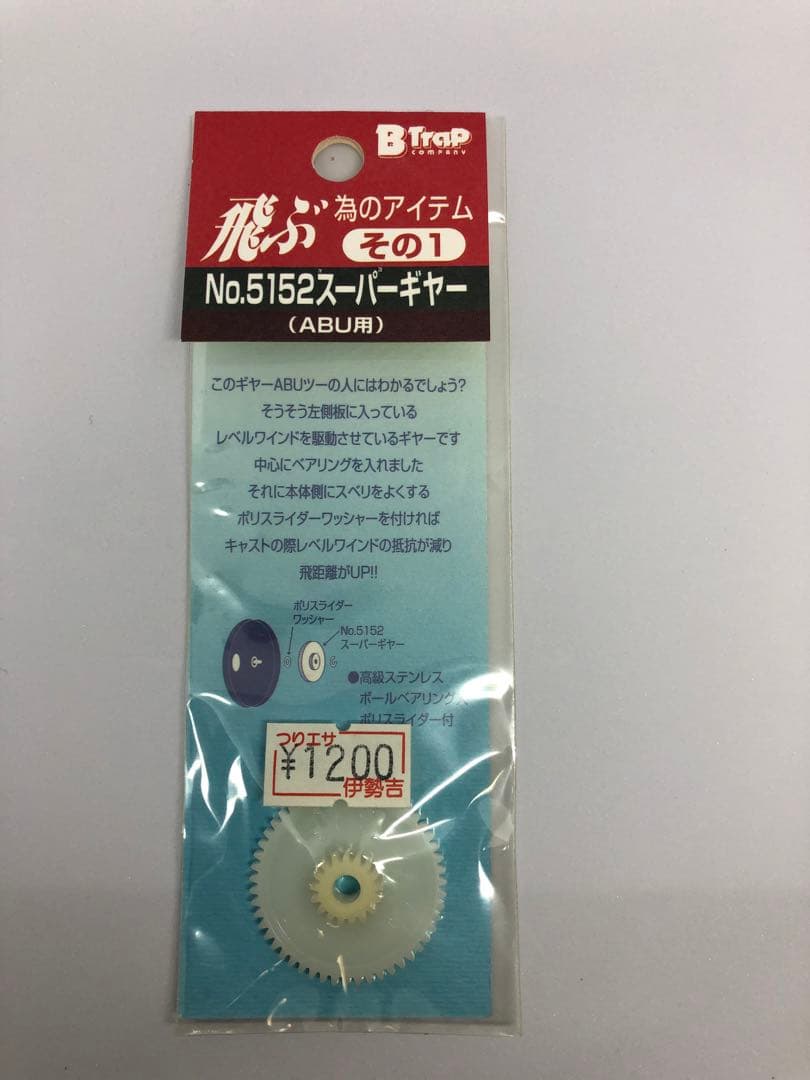 B TraP
COMPANY
飛ぶ為のアイテム
その1
No.5152スーパーギヤー
(ABU用)
このギヤーABUツーの人にはわかるでしょう?
そうそう左側板に入っている
レベルワインドを駆動させているギヤーです
中心にベアリングを入れました
それに本体側にスベリをよくする
ポリスライダーワッシャーを付ければ
キャストの際レベルワインドの抵抗が減り
飛距離がUP!!
ポリスライダー
ワッシャー
No.5152
スーパーギヤー
●高級ステンレス
ボールベアリング入
ポリスライダー付
つりエサ
¥1200
伊勢吉